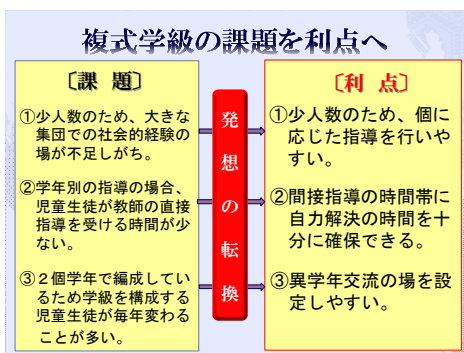 複式学級の課題を利点へ
〔課 題〕
①少人数のため、大きな
集団での社会的経験の
場が不足しがち。
②学年別の指導の場合、
児童生徒が教師の直接
指導を受ける時間が少
ない。
③２個学年で編成してい
るため学級を構成する
児童生徒が毎年変わる
ことが多い。
発想の転換
〔利 点〕
①少人数のため、個に
応じた指導を行いや
すい。
②間接指導の時間帯に
自力解決の時間を十
分に確保できる。
③異学年交流の場を設
定しやすい。